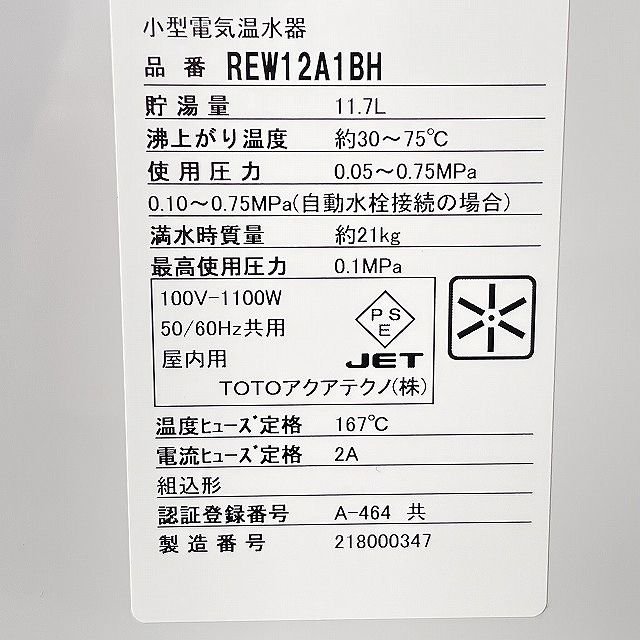 小型電気温水器
品番 REW12A1BH
貯湯量 11.7L
沸上がり温度 約30〜75℃
使用圧力 0.05〜0.75MPa
0.10〜0.75MPa(自動水栓接続の場合)
満水時質量 約21kg
最高使用圧力 0.1MPa
100V-1100W
50/60Hz共用
屋内用
PSE
JET
TOTOアクアテクノ(株)
温度ﾋｭｰｽﾞ定格 167℃
電流ﾋｭｰｽﾞ定格 2A
組込形
認証登録番号 A-464 共
製造番号 218000347